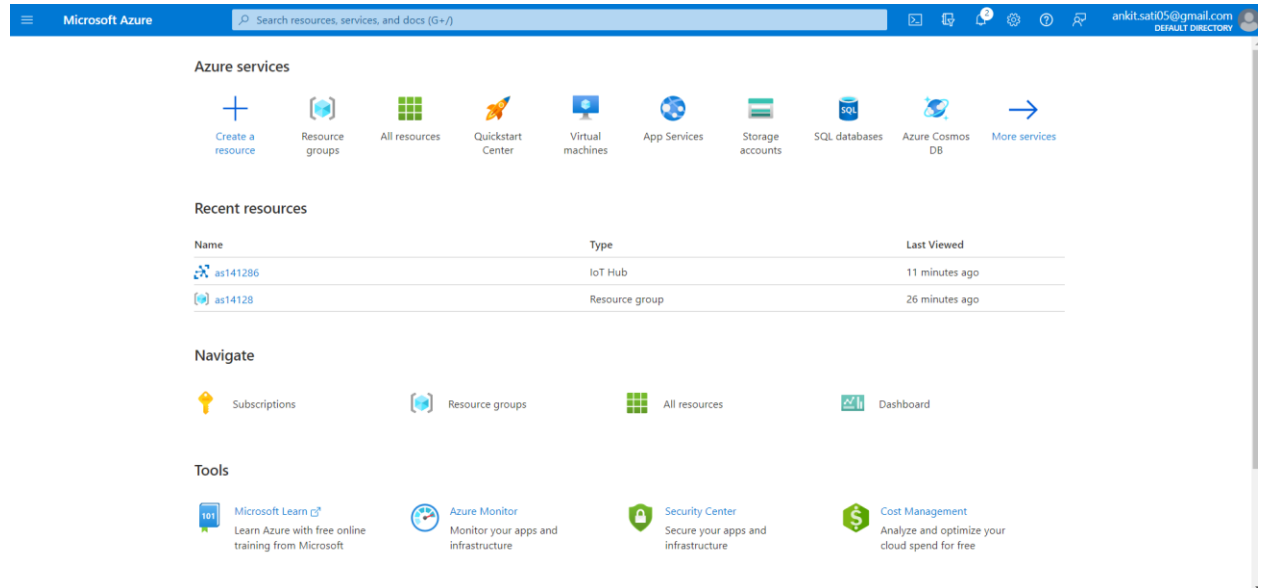 Microsoft Azure
Search resources, services, and docs (G+/)
2
ankit.sati05@gmail.com
DEFAULT DIRECTORY
Azure services
Create a resource
Resource groups
All resources
Quickstart Center
Virtual machines
App Services
Storage accounts
SQL
SQL databases
Azure Cosmos DB
More services
Recent resources
Name Type Last Viewed
as141286 IoT Hub 11 minutes ago
as14128 Resource group 26 minutes ago
Navigate
Subscriptions Resource groups All resources Dashboard
Tools
101
Microsoft Learn
Learn Azure with free online
training from Microsoft
Azure Monitor
Monitor your apps and
infrastructure
Security Center
Secure your apps and
infrastructure
$
Cost Management
Analyze and optimize your
cloud spend for free